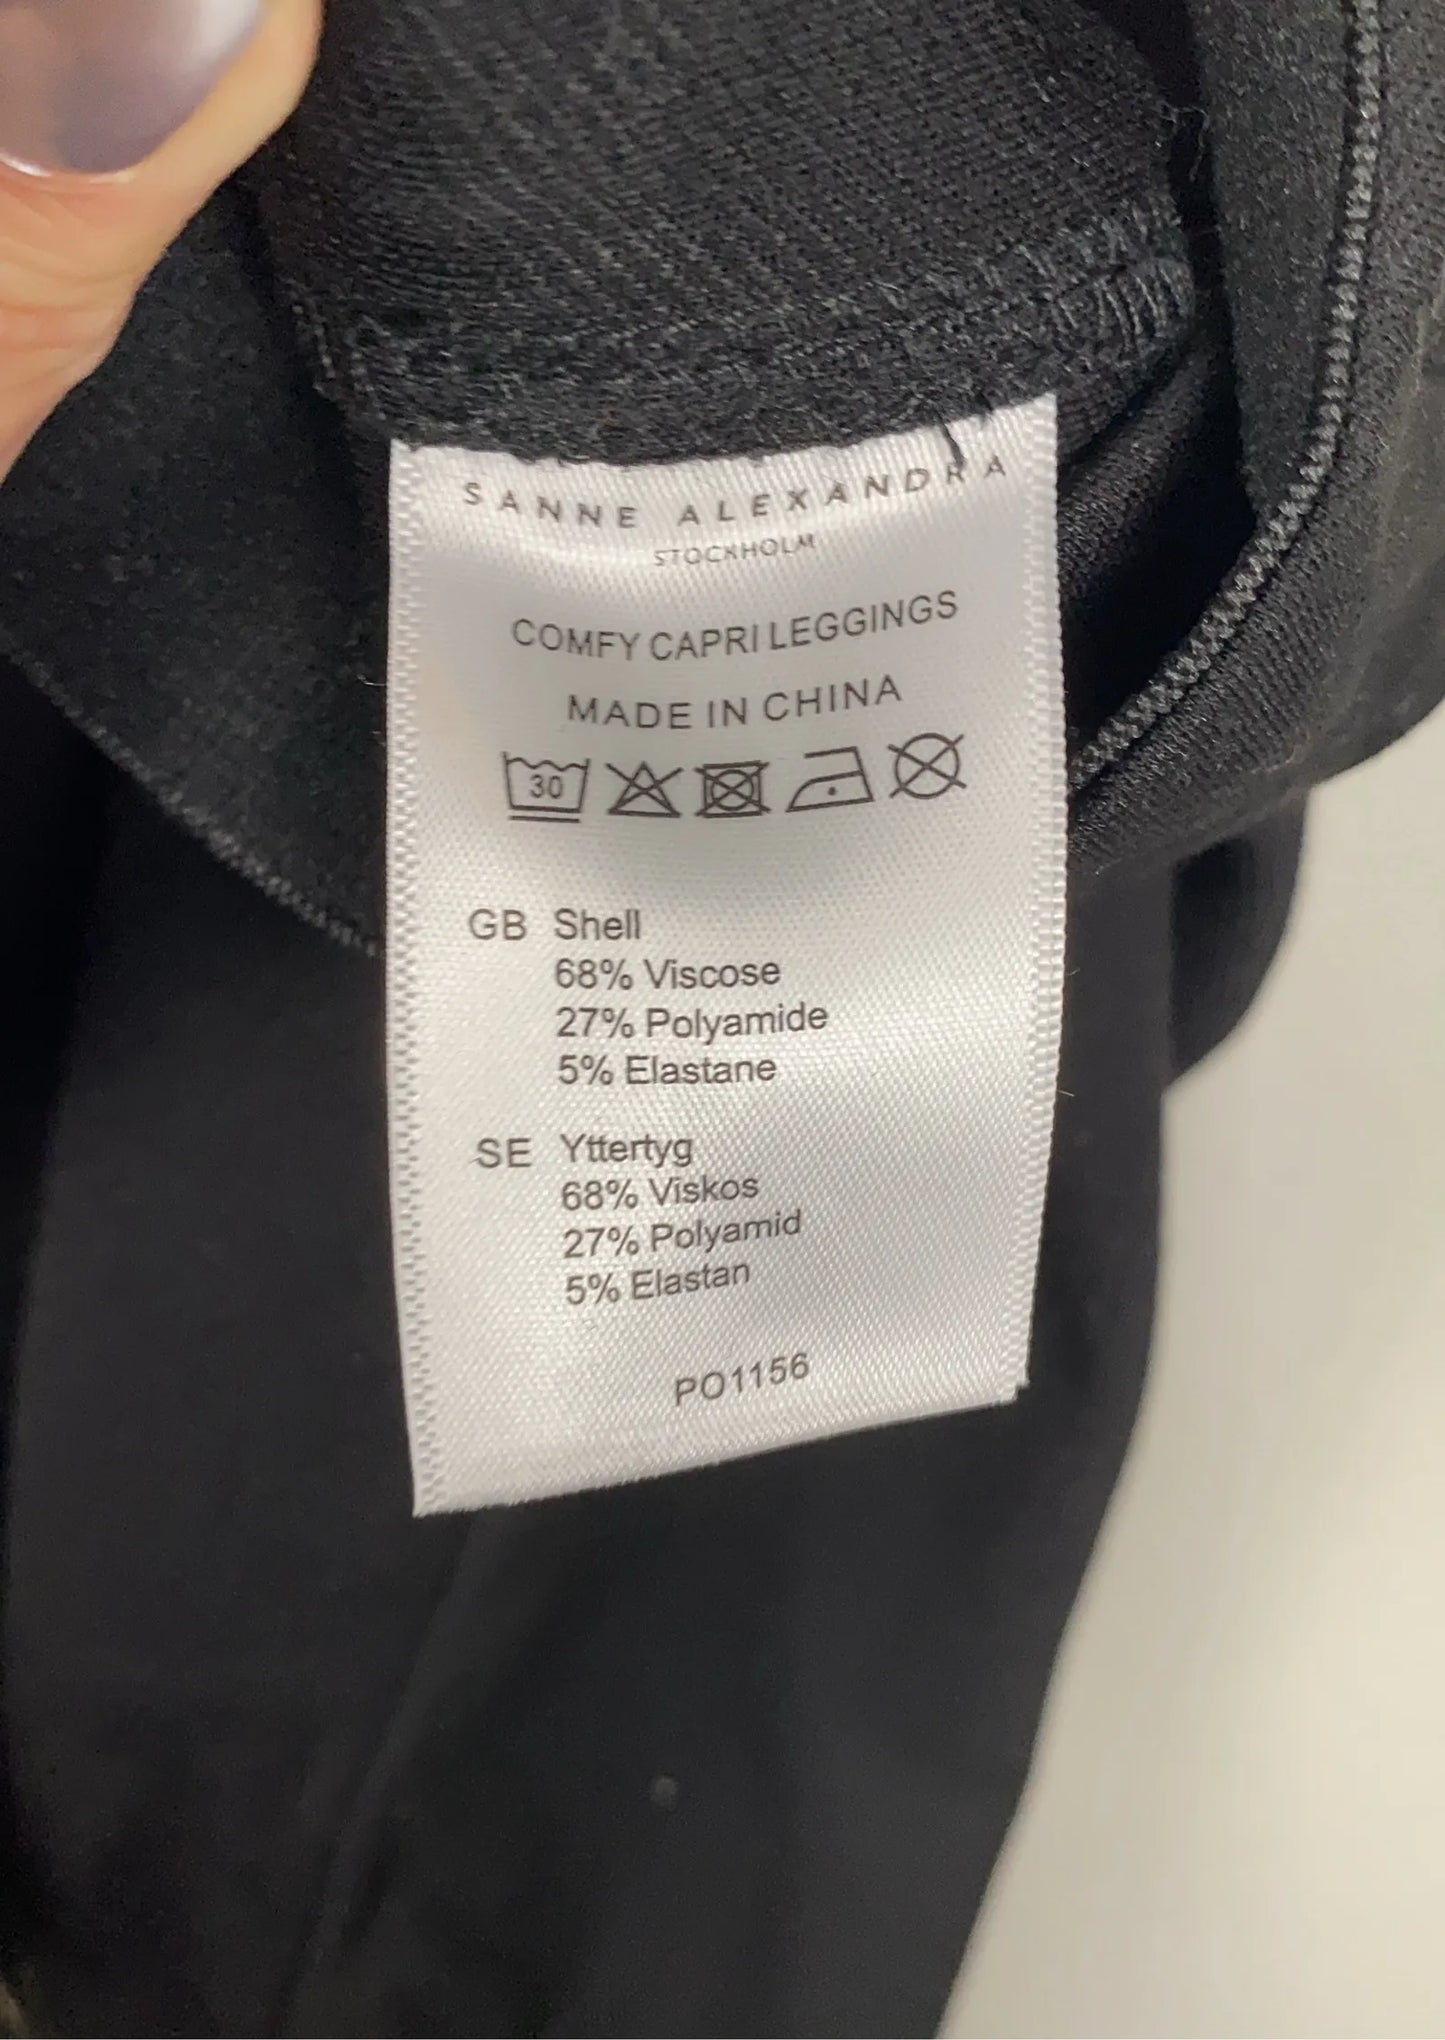 SANNE ALEXANDRA
STOCKHOLM
COMFY CAPRI LEGGINGS
MADE IN CHINA
30
GB Shell
68% Viscose
27% Polyamide
5% Elastane
SE Yttertyg
68% Viskos
27% Polyamid
5% Elastan
PO1156